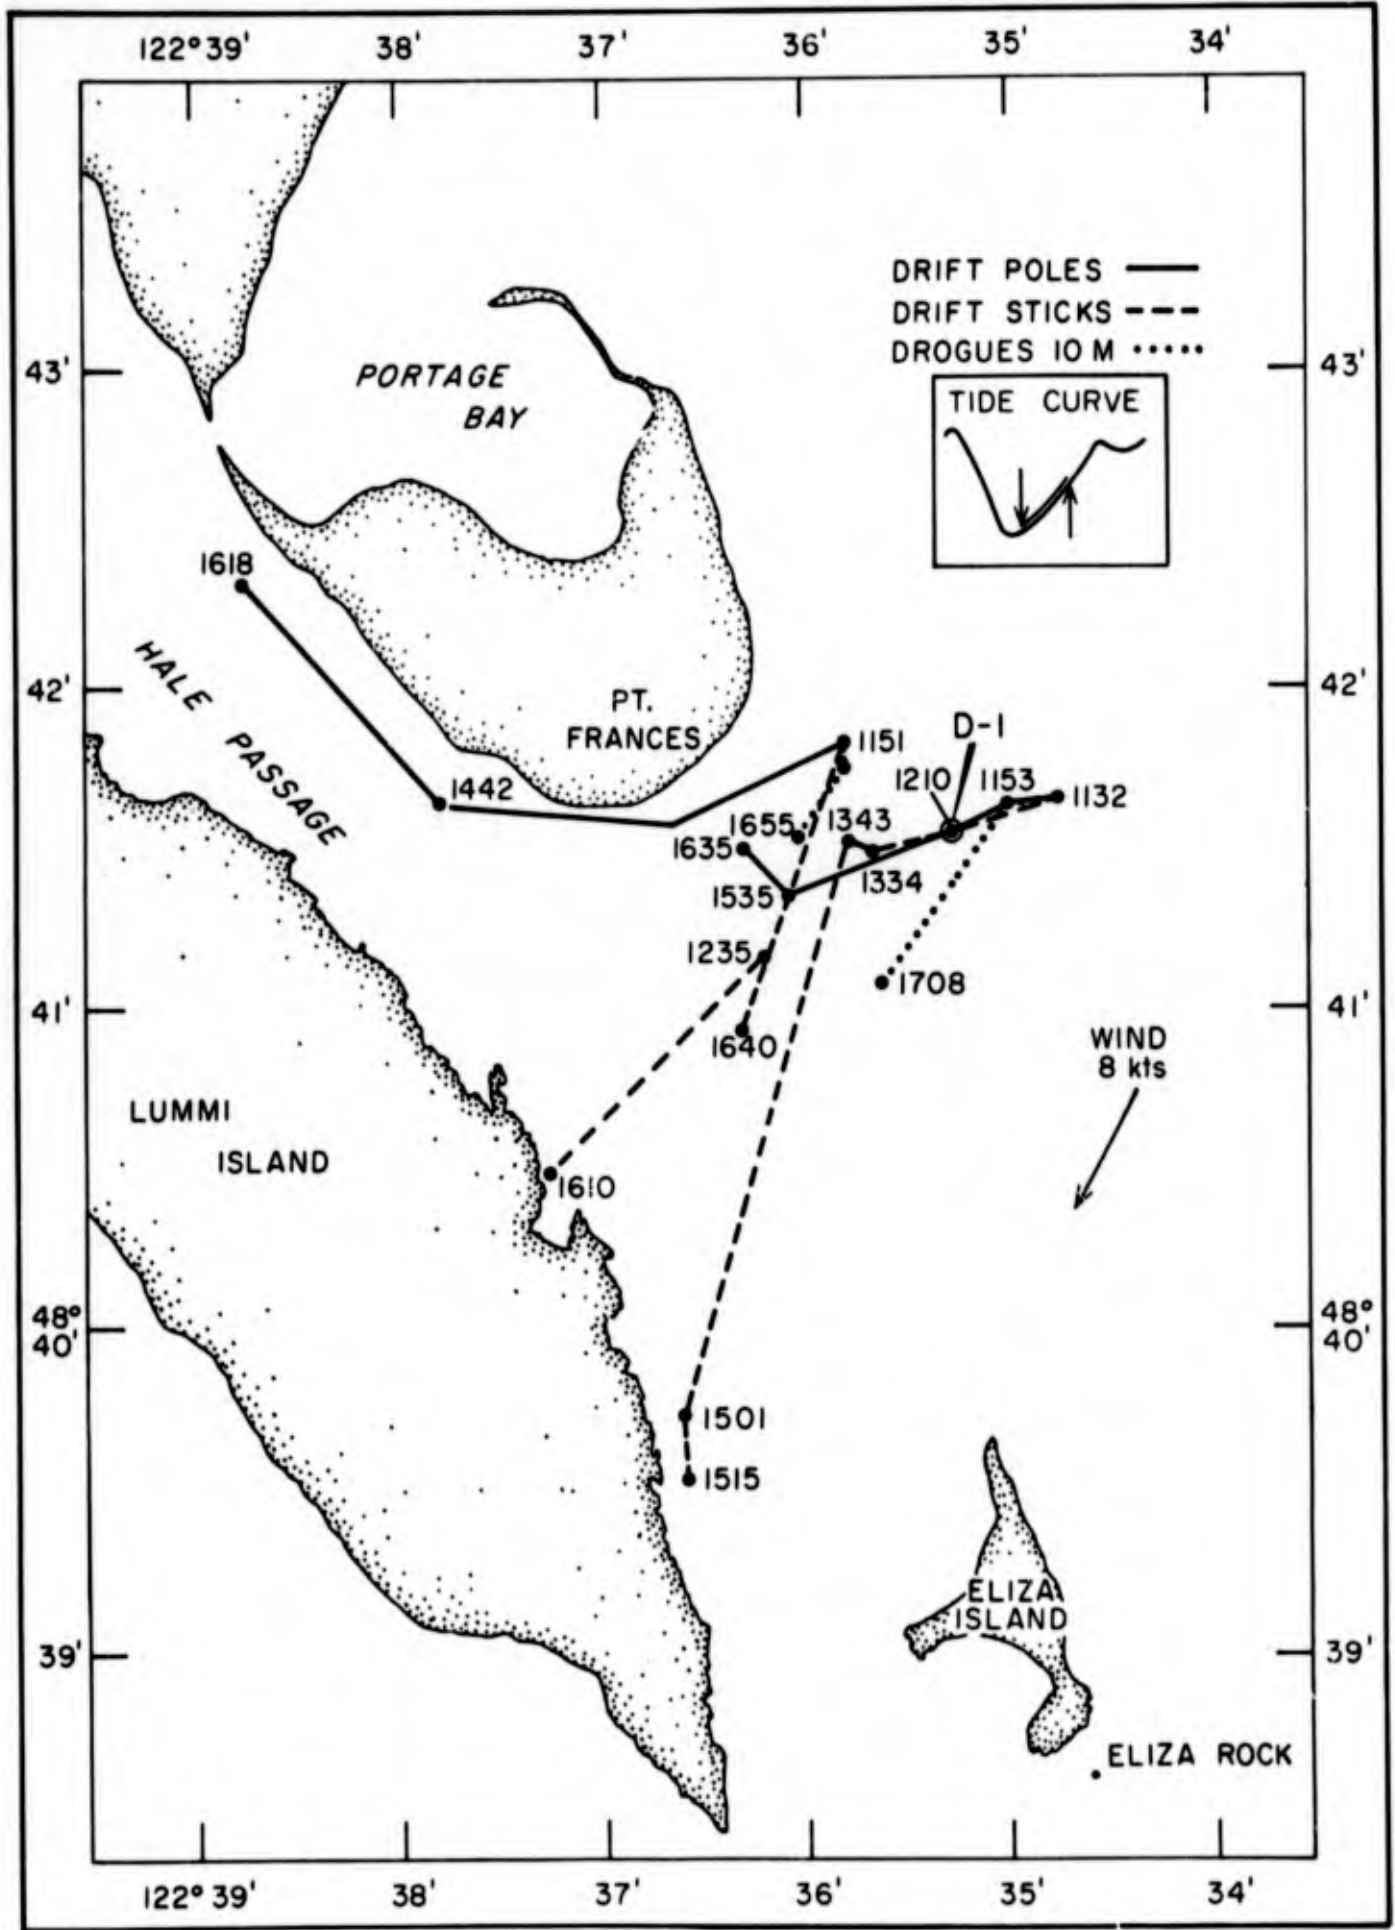 122°39' 38' 37' 36' 35' 34'
DRIFT POLES
DRIFT STICKS
DROGUES 10 M
43'
43'
PORTAGE
BAY
TIDE CURVE
1618
42'
42'
HALE PASSAGE
PT.
FRANCES
1151
D-1
1210
1153
1132
1442
1655
1343
1635
1334
1535
1235
1708
41'
41'
1640
WIND
8 kts
LUMMI
ISLAND
1610
48°
40'
48°
40'
1501
1515
ELIZA
ISLAND
39'
39'
ELIZA ROCK
122°39' 38' 37' 36' 35' 34'